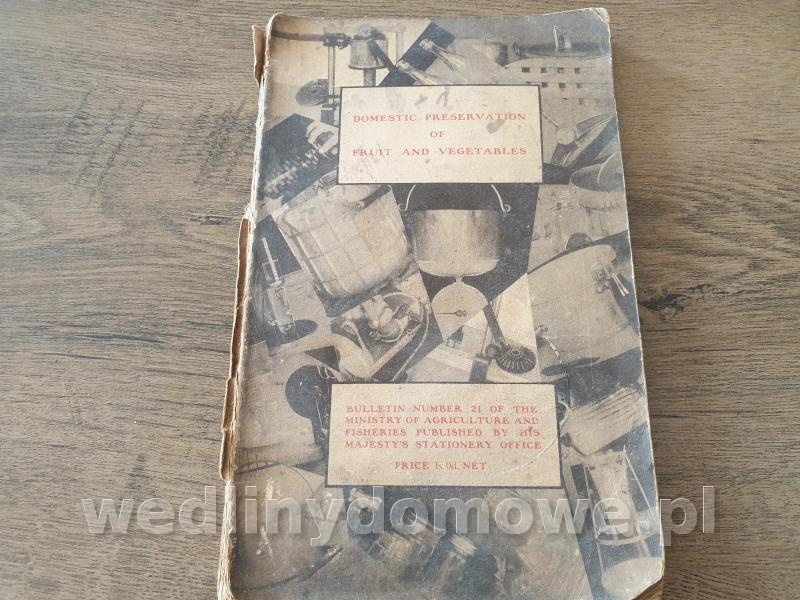 DOMESTIC PRESERVATION
OF
FRUIT AND VEGETABLES
BULLETIN NUMBER 21 OF THE
MINISTRY OF AGRICULTURE AND
FISHERIES PUBLISHED BY HIS
MAJESTY'S STATIONERY OFFICE
PRICE 1s. 0d. NET
wedlinydomowe.pl